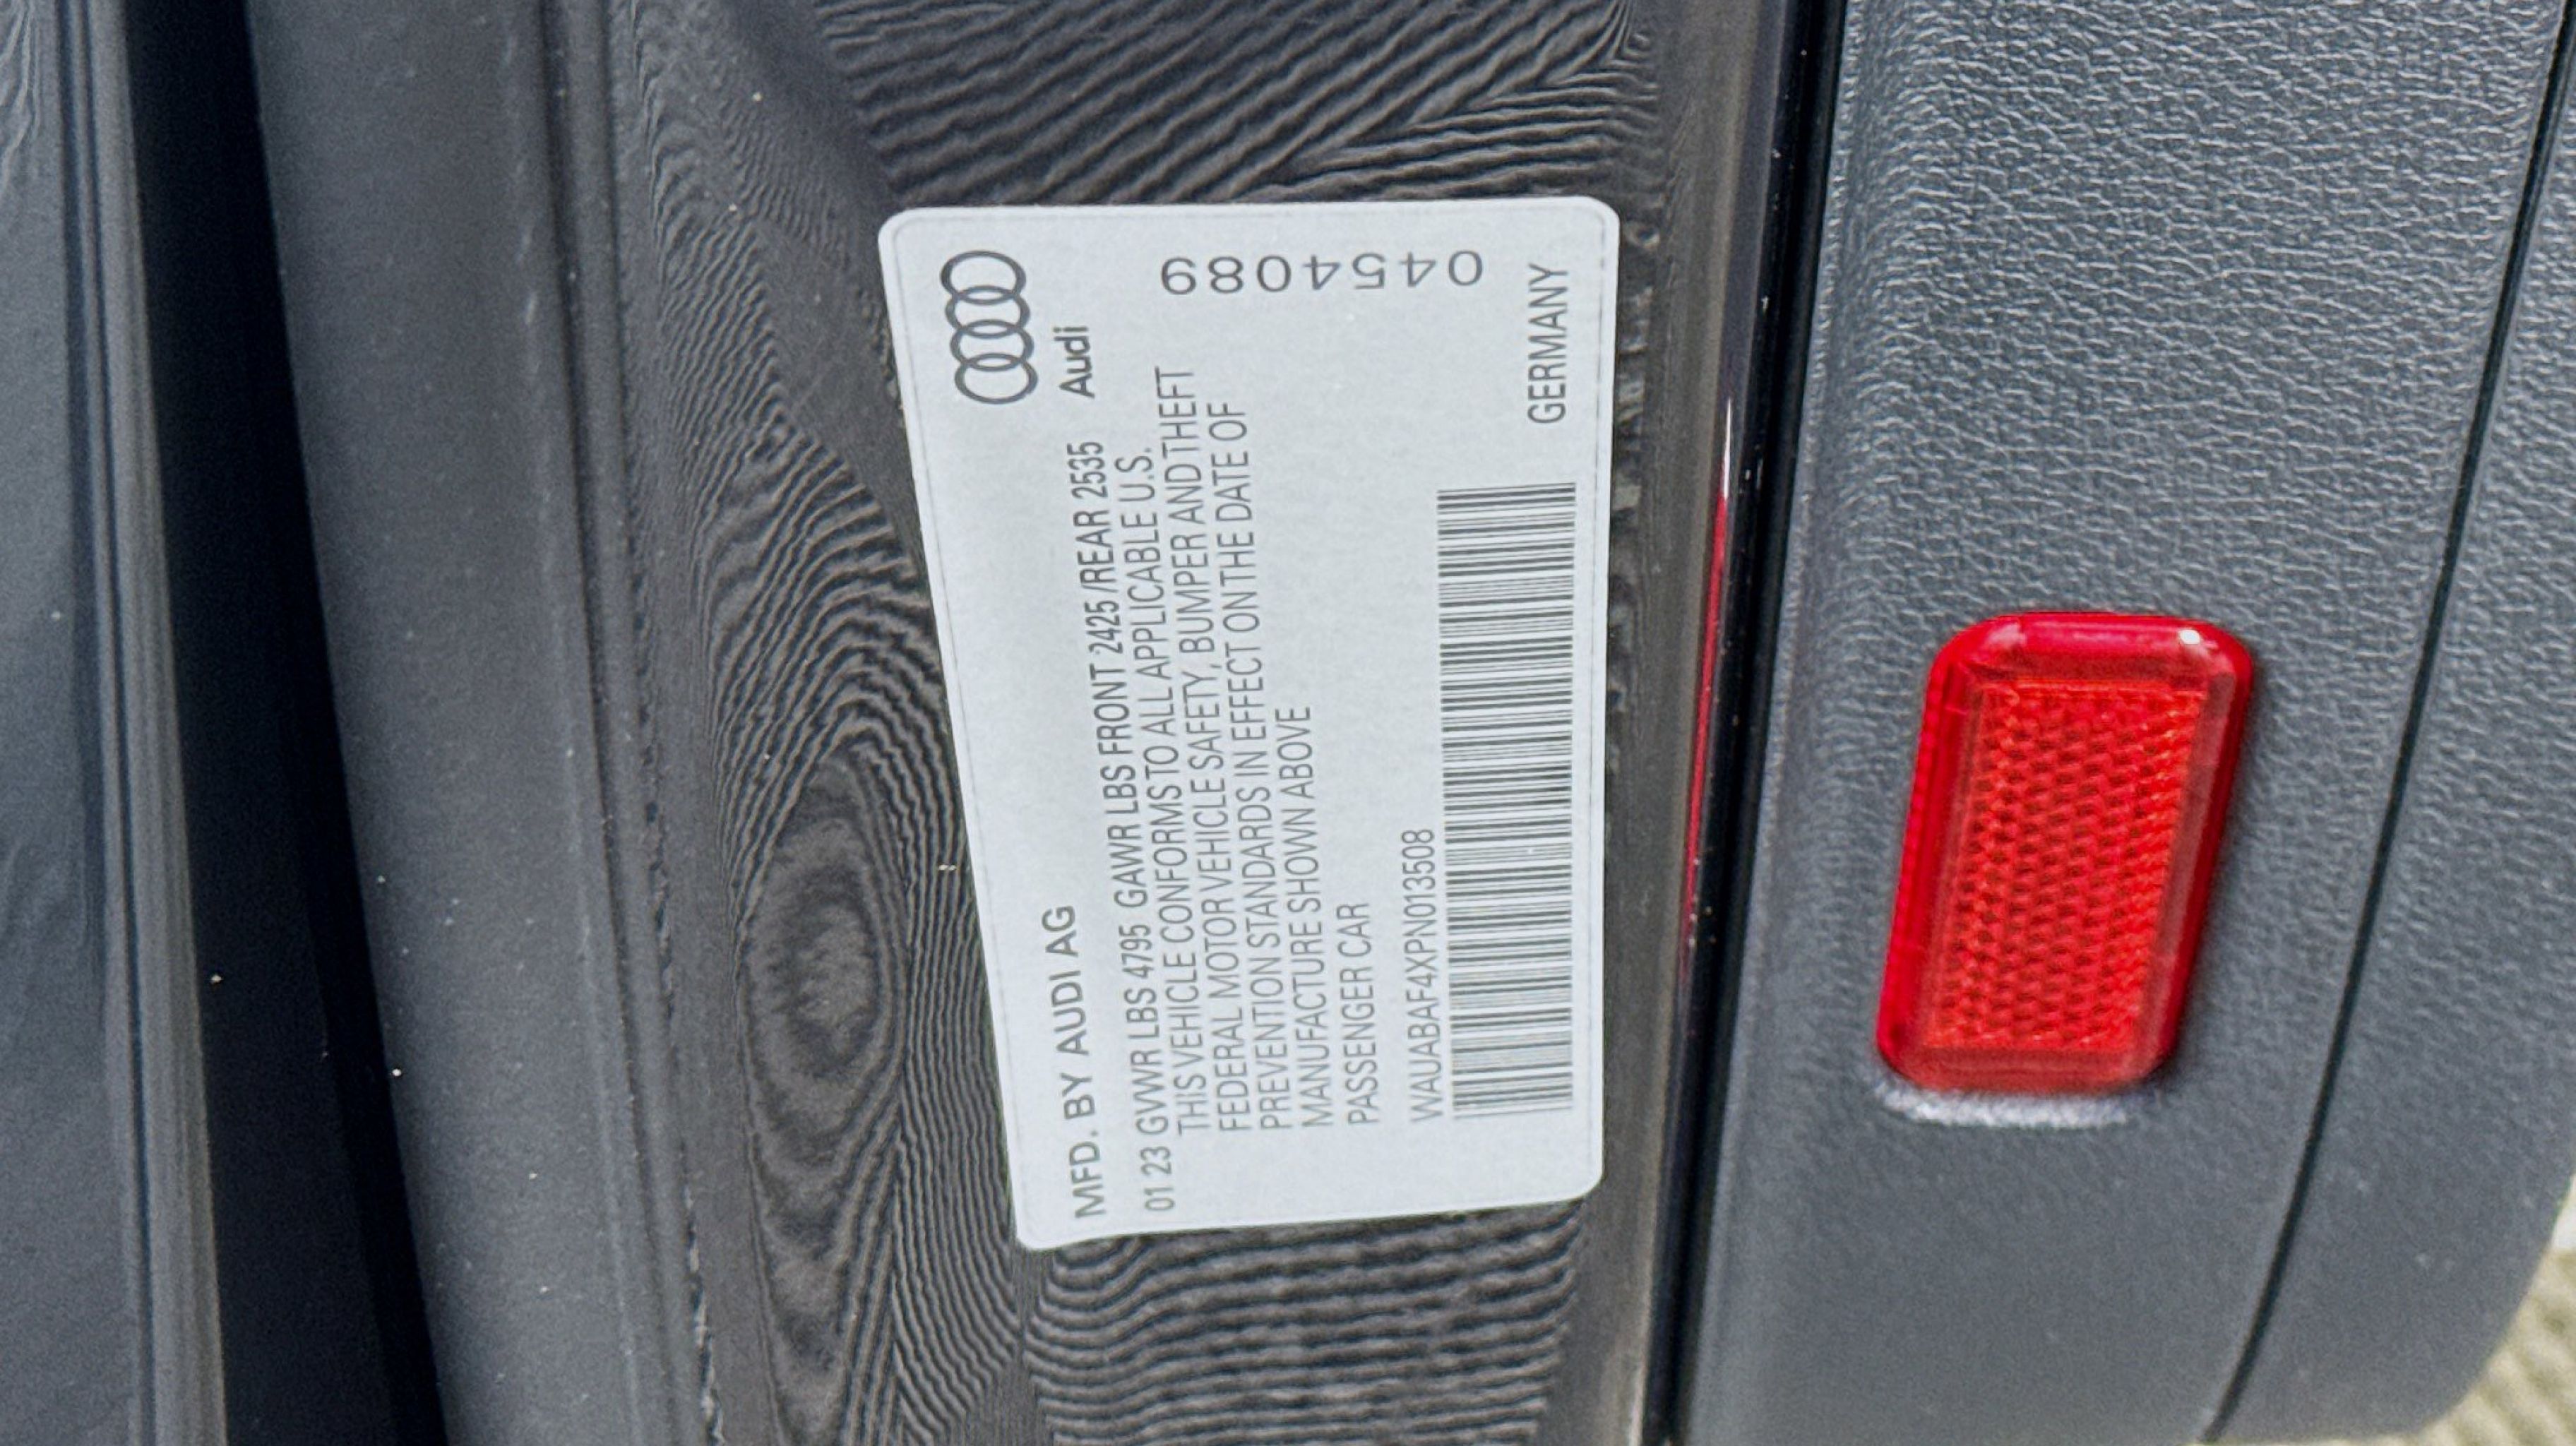 Audi
MFD. BY AUDI AG
01 23 GVWR LBS 4795 GAWR LBS FRONT 2425/REAR 2535
THIS VEHICLE CONFORMS TO ALL APPLICABLE U.S.
FEDERAL MOTOR VEHICLE SAFETY, BUMPER AND THEFT
PREVENTION STANDARDS IN EFFECT ON THE DATE OF
MANUFACTURE SHOWN ABOVE
PASSENGER CAR
WAUABAF4XPN013508
GERMANY
0454089